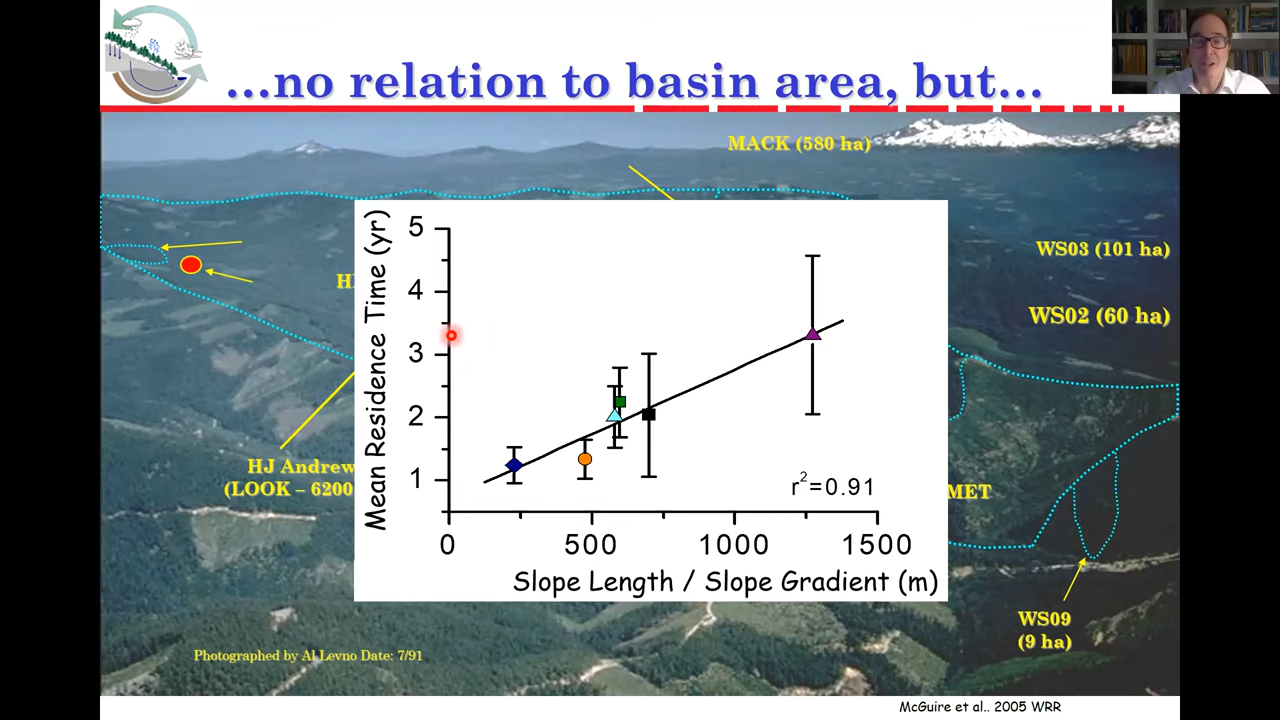 ...no relation to basin area, but...
MACK (580 ha)
WS03 (101 ha)
WS02 (60 ha)
HJ Andrew
(LOOK – 6200
MET
WS09
(9 ha)
Mean Residence Time (yr)
5
4
3
2
1
r²=0.91
0 500 1000 1500
Slope Length / Slope Gradient (m)
Photographed by Al Levno Date: 7/91
McGuire et al.. 2005 WRR